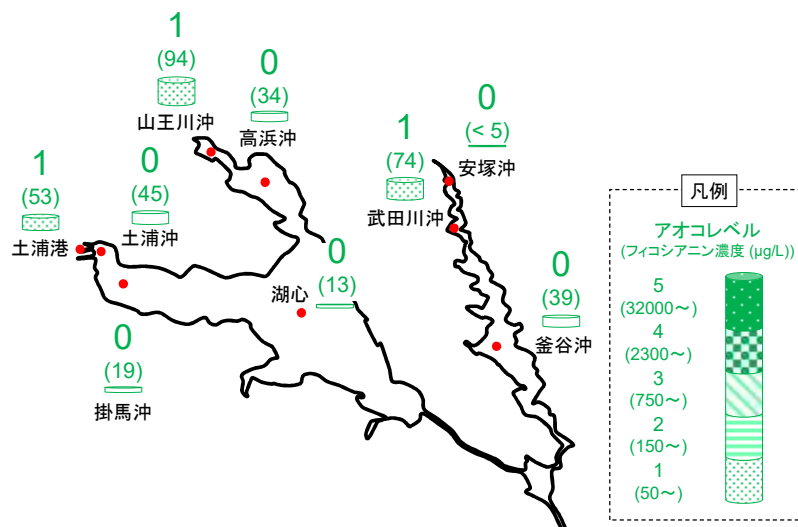 1
(94)
山王川沖
0
(34)
高浜沖
1
(53)
土浦港
0
(45)
土浦沖
0
(19)
掛馬沖
0
(13)
湖心
1
(74)
武田川沖
0
(< 5)
安塚沖
0
(39)
釜谷沖
凡例
アオコレベル
(フィコシアニン濃度 (μg/L))
5
(32000～)
4
(2300～)
3
(750～)
2
(150～)
1
(50～)